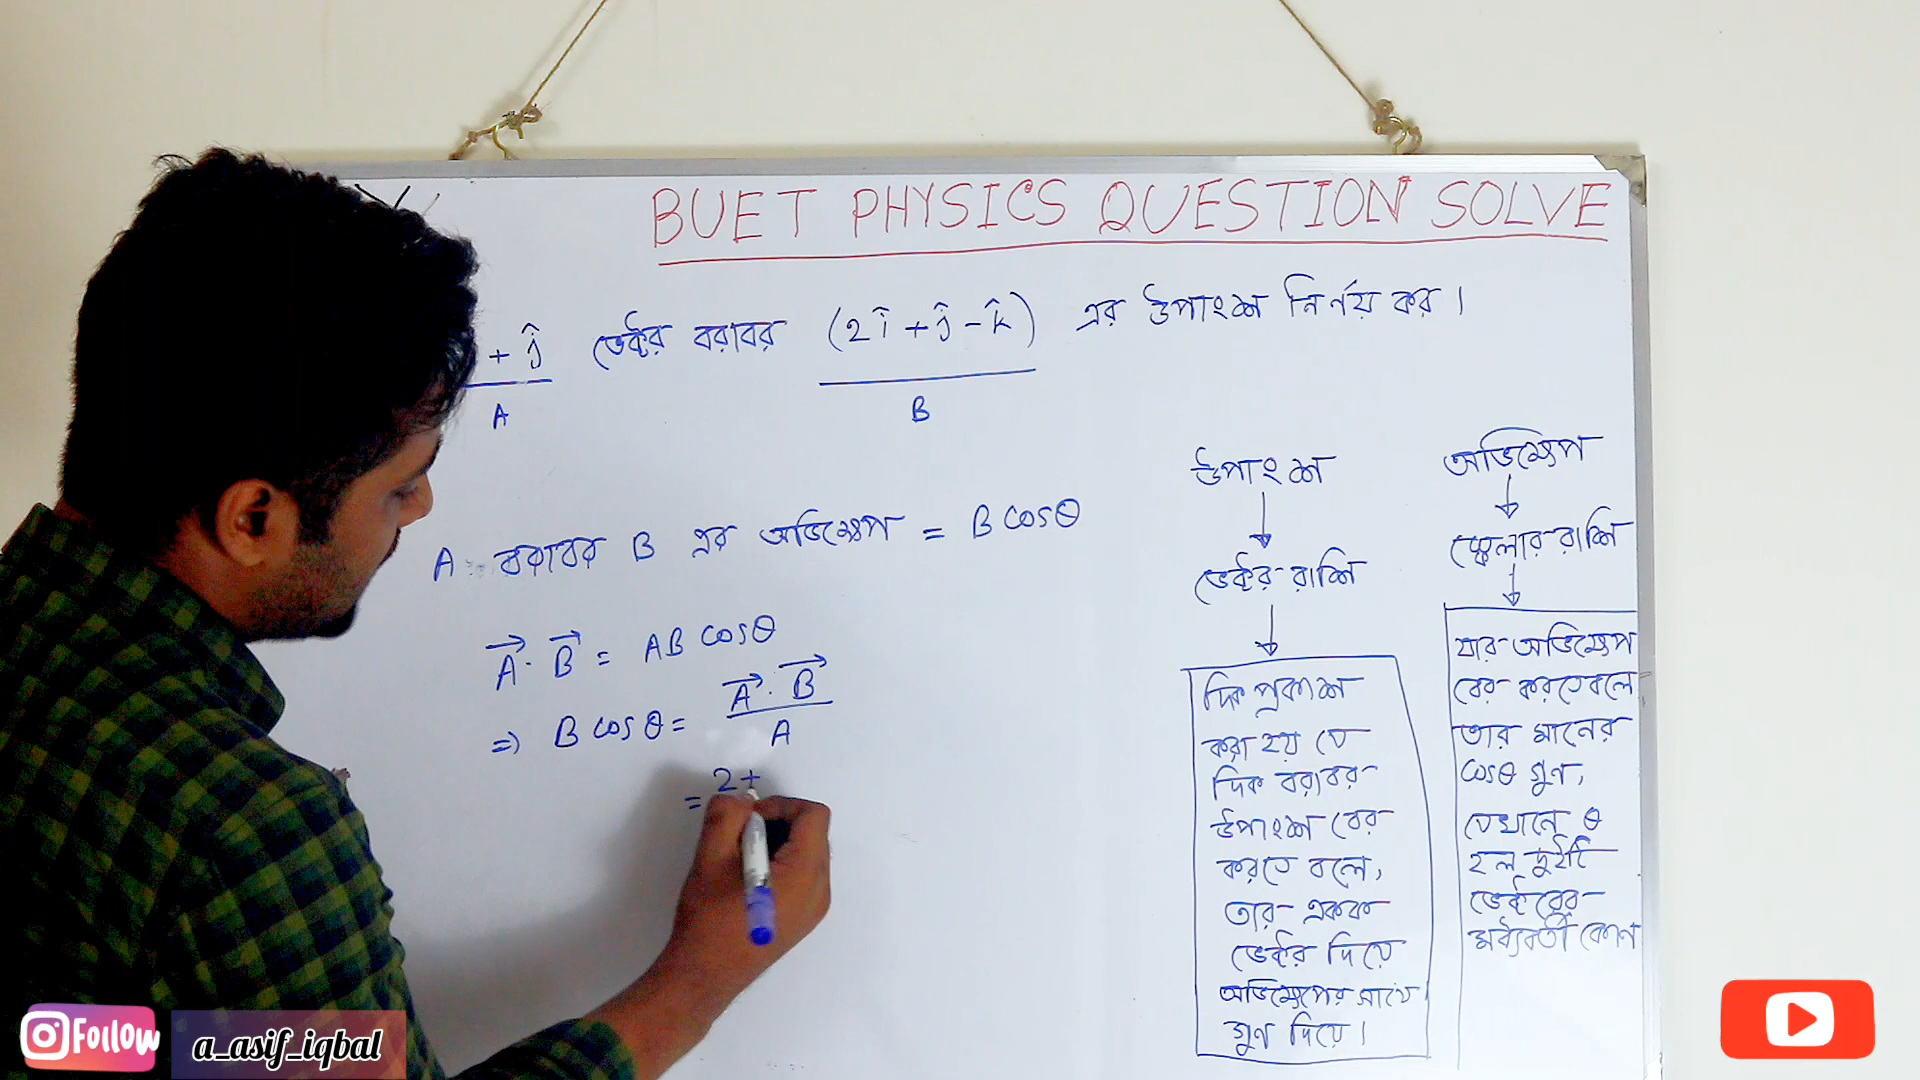 BUET PHYSICS QUESTION SOLVE
+ ĵ ভেক্টর বরাবর (2î + ĵ - k̂) এর উপাংশ নির্ণয় কর।
A
B
A বরাবর B এর অভিক্ষেপ = B cosθ
A⃗ · B⃗ = AB cosθ
⇒ B cosθ = A⃗ · B⃗ / A
= 2+
উপাংশ
↓
ভেক্টর রাশি
↓
দিক প্রকাশ
করা হয় যে
দিক বরাবর
উপাংশ বের
করতে বলে,
তার একক
ভেক্টর দিয়ে
অভিক্ষেপের সাথে
গুণ দিয়ে।
অভিক্ষেপ
↓
স্কেলার রাশি
↓
যার অভিক্ষেপ
বের করতে বলে
তার মানের
cosθ গুণ,
যেখানে θ
হল দুইটি
ভেক্টরের
মধ্যবর্তী কোণ
Follow
a_asif_iqbal